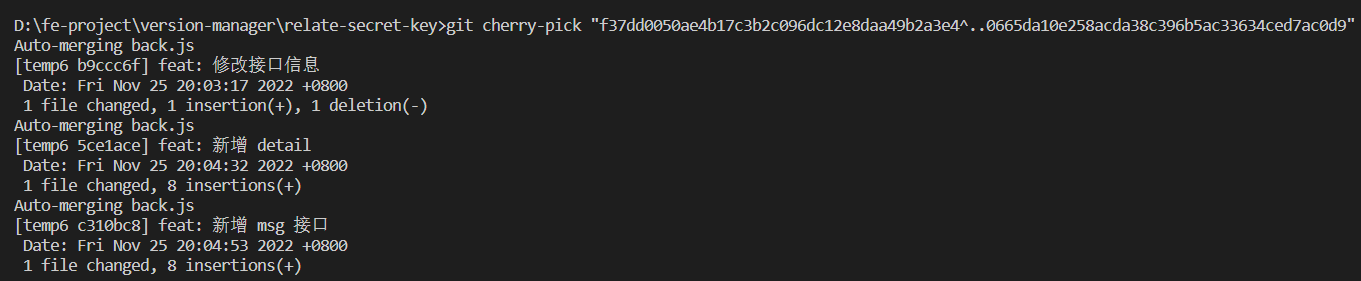 D:\fe-project\version-manager\relate-secret-key>git cherry-pick "f37dd0050ae4b17c3b2c096dc12e8daa49b2a3e4^..0665da10e258acda38c396b5ac33634ced7ac0d9"
Auto-merging back.js
[temp6 b9ccc6f] feat: 修改接口信息
 Date: Fri Nov 25 20:03:17 2022 +0800
 1 file changed, 1 insertion(+), 1 deletion(-)
Auto-merging back.js
[temp6 5ce1ace] feat: 新增 detail
 Date: Fri Nov 25 20:04:32 2022 +0800
 1 file changed, 8 insertions(+)
Auto-merging back.js
[temp6 c310bc8] feat: 新增 msg 接口
 Date: Fri Nov 25 20:04:53 2022 +0800
 1 file changed, 8 insertions(+)